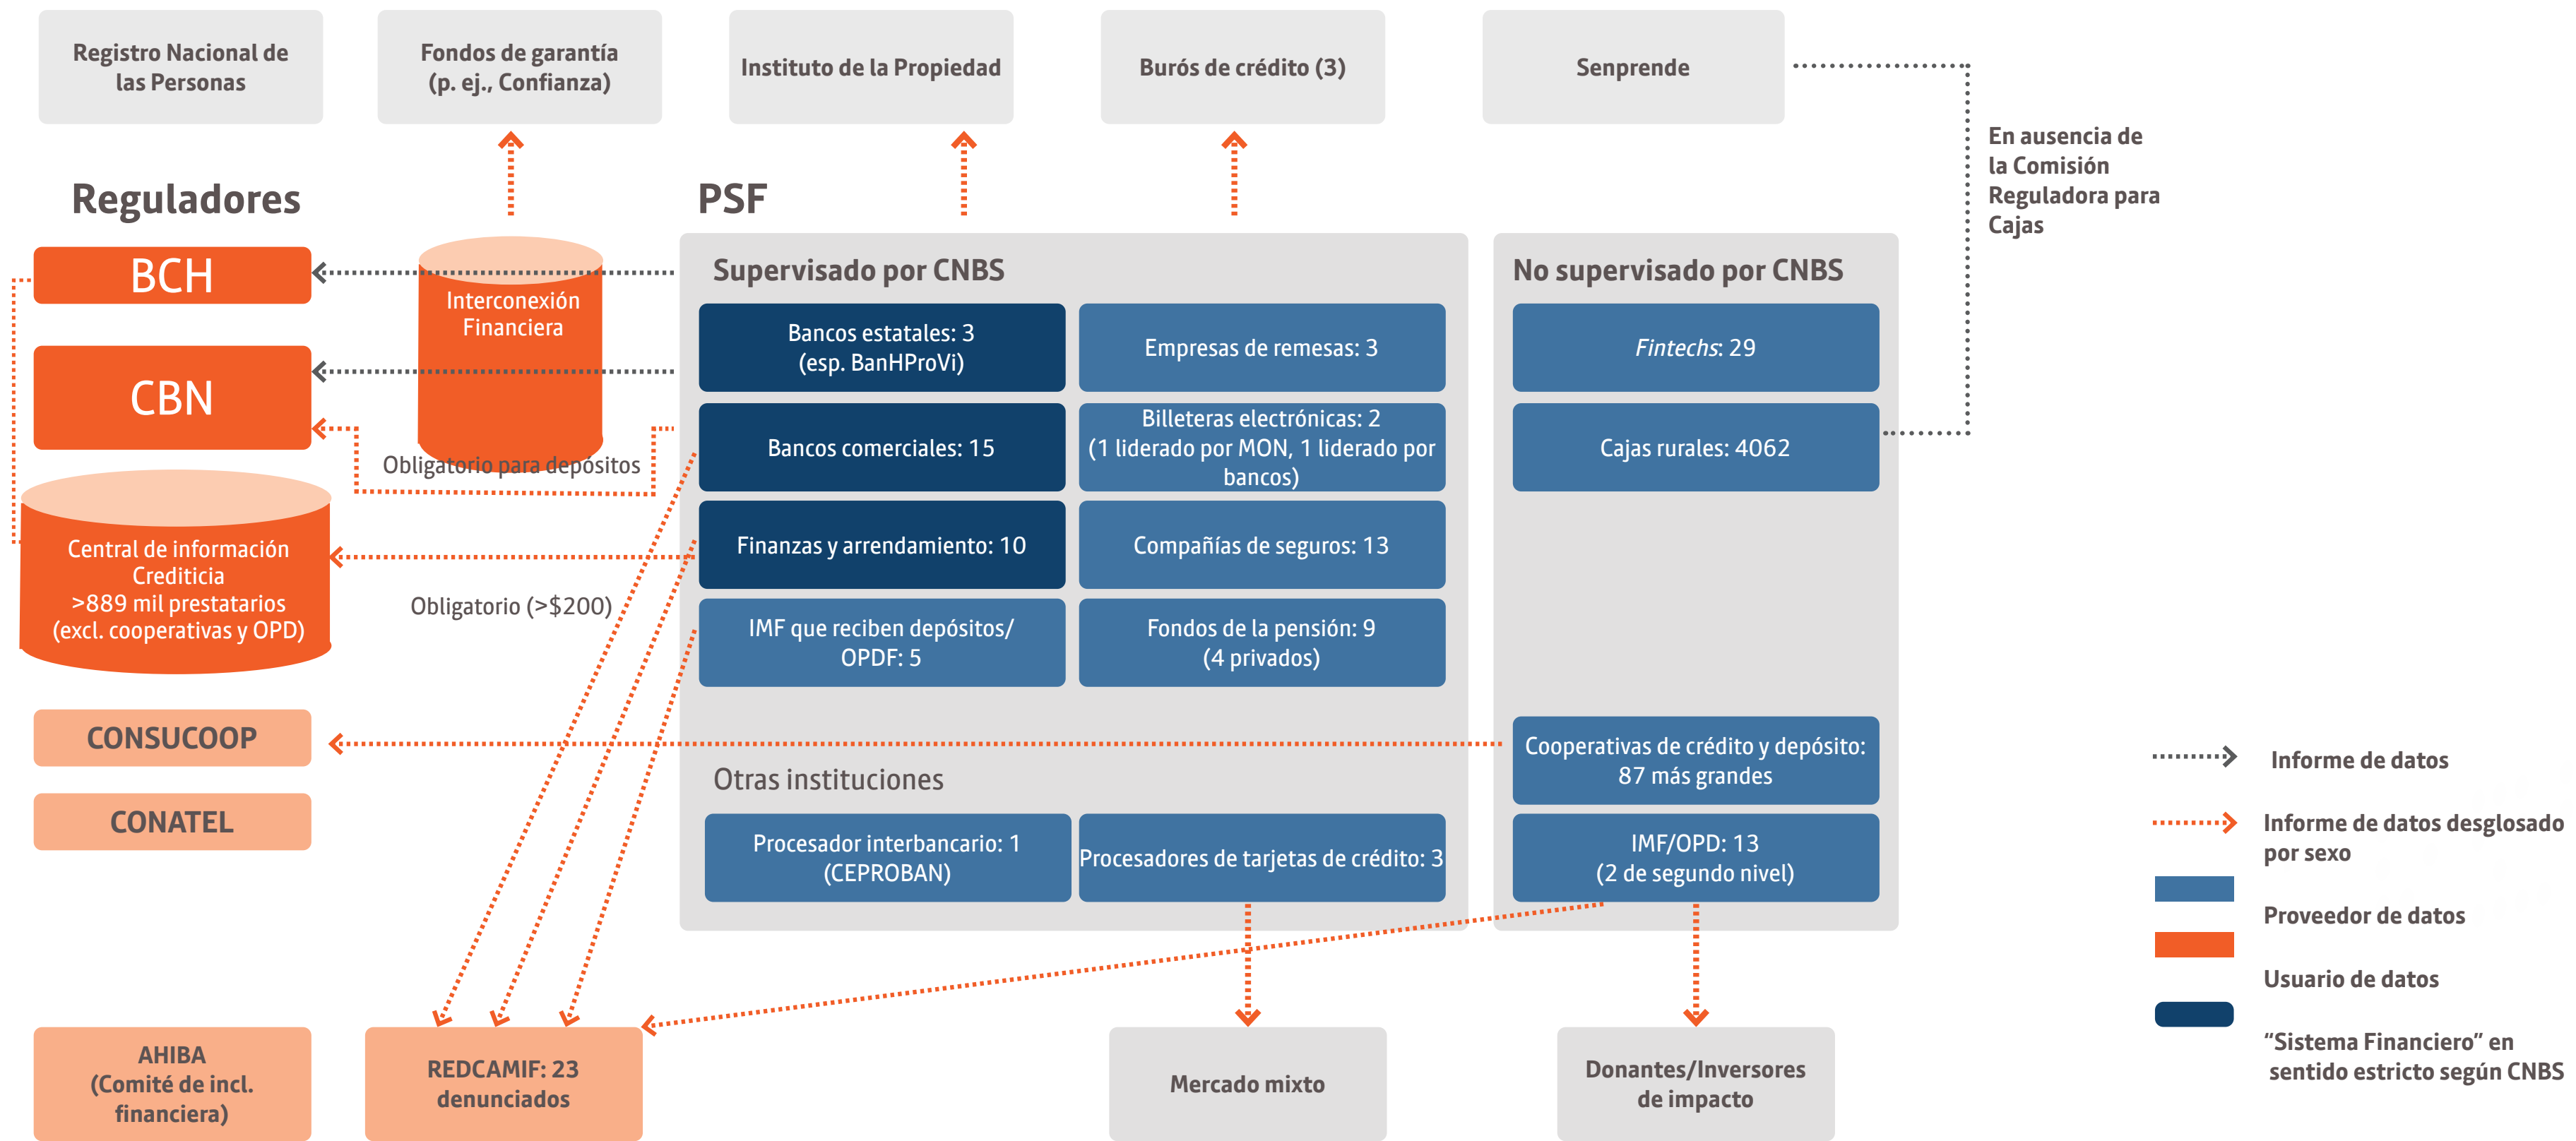 Registro Nacional de
las Personas
Fondos de garantía
(p. ej., Confianza)
Instituto de la Propiedad
Burós de crédito (3)
Senprende
En ausencia de
la Comisión
Reguladora para
Cajas
Reguladores
PSF
BCH
CBN
Interconexión
Financiera
Obligatorio para depósitos
Central de información
Crediticia
>889 mil prestatarios
(excl. cooperativas y OPD)
Obligatorio (>$200)
CONSUCOOP
CONATEL
Supervisado por CNBS
Bancos estatales: 3
(esp. BanHProVi)
Empresas de remesas: 3
Bancos comerciales: 15
Billeteras electrónicas: 2
(1 liderado por MON, 1 liderado por
bancos)
Finanzas y arrendamiento: 10
Compañías de seguros: 13
IMF que reciben depósitos/
OPDF: 5
Fondos de la pensión: 9
(4 privados)
Otras instituciones
Procesador interbancario: 1
(CEPROBAN)
Procesadores de tarjetas de crédito: 3
No supervisado por CNBS
Fintechs: 29
Cajas rurales: 4062
Cooperativas de crédito y depósito:
87 más grandes
IMF/OPD: 13
(2 de segundo nivel)
AHIBA
(Comité de incl.
financiera)
REDCAMIF: 23
denunciados
Mercado mixto
Donantes/Inversores
de impacto
Informe de datos
Informe de datos desglosado
por sexo
Proveedor de datos
Usuario de datos
“Sistema Financiero” en
sentido estricto según CNBS